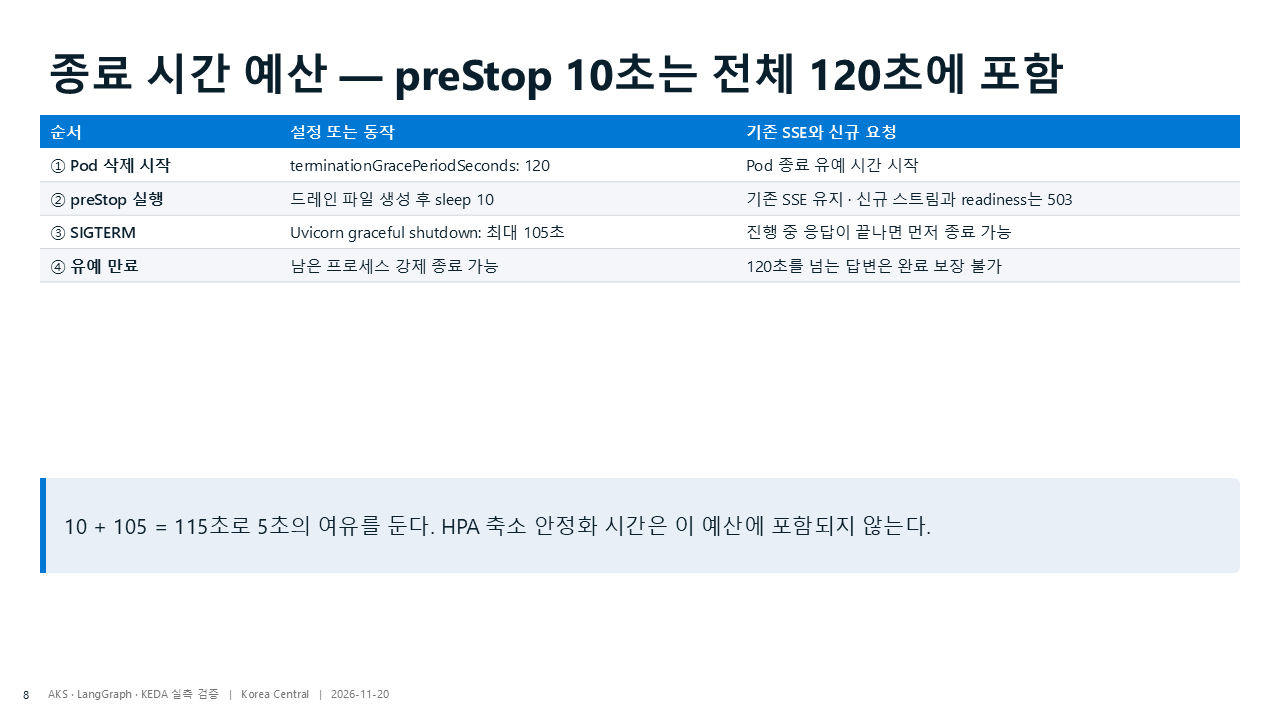 종료 시간 예산 — preStop 10초는 전체 120초에 포함
순서 설정 또는 동작 기존 SSE와 신규 요청
① Pod 삭제 시작 terminationGracePeriodSeconds: 120 Pod 종료 유예 시간 시작
② preStop 실행 드레인 파일 생성 후 sleep 10 기존 SSE 유지 · 신규 스트림과 readiness는 503
③ SIGTERM Uvicorn graceful shutdown: 최대 105초 진행 중 응답이 끝나면 먼저 종료 가능
④ 유예 만료 남은 프로세스 강제 종료 가능 120초를 넘는 답변은 완료 보장 불가
10 + 105 = 115초로 5초의 여유를 둔다. HPA 축소 안정화 시간은 이 예산에 포함되지 않는다.
8 AKS · LangGraph · KEDA 실측 검증 | Korea Central | 2026-11-20